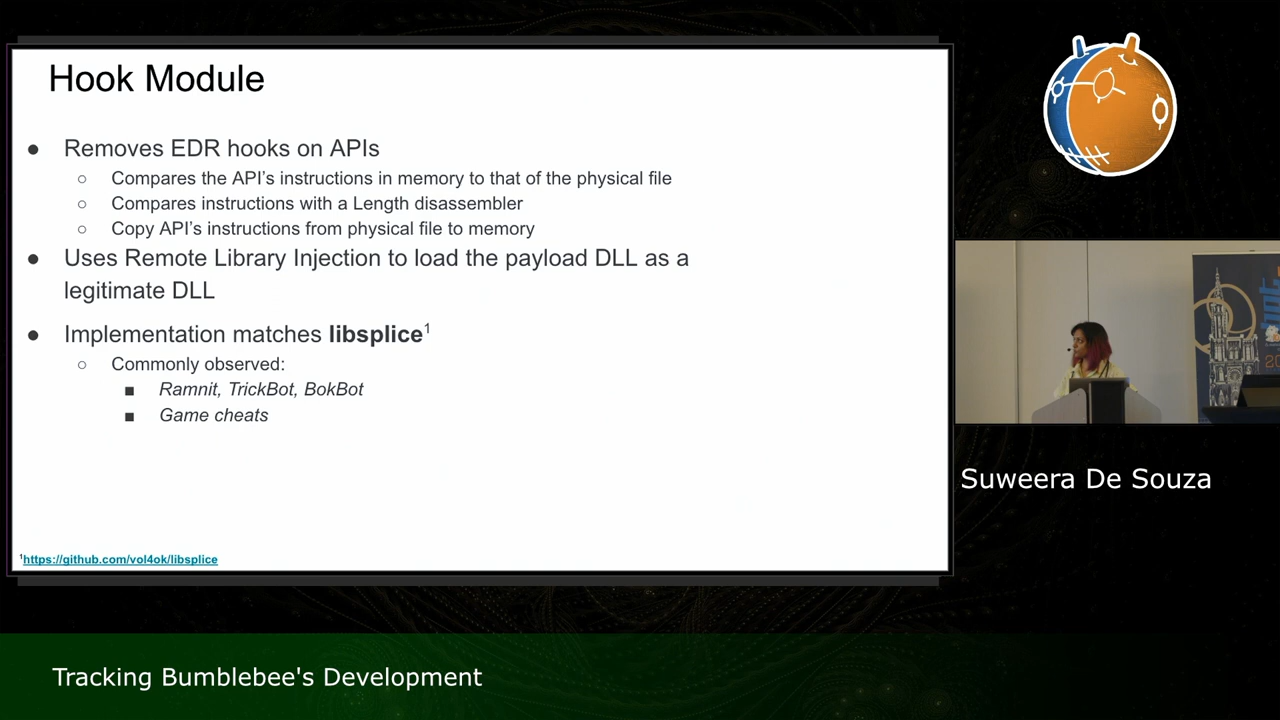 Hook Module
● Removes EDR hooks on APIs
○ Compares the API's instructions in memory to that of the physical file
○ Compares instructions with a Length disassembler
○ Copy API's instructions from physical file to memory
● Uses Remote Library Injection to load the payload DLL as a
legitimate DLL
● Implementation matches libsplice¹
○ Commonly observed:
■ Ramnit, TrickBot, BokBot
■ Game cheats
¹https://github.com/vol4ok/libsplice
Suweera De Souza
Tracking Bumblebee's Development